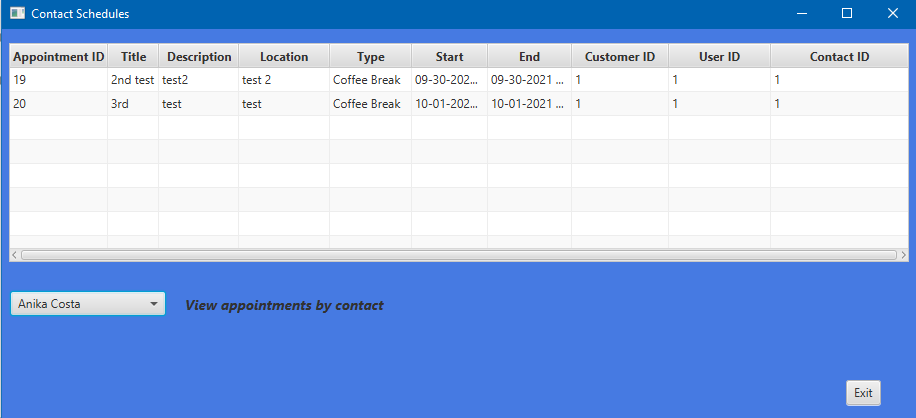 Contact Schedules
Appointment ID Title Description Location Type Start End Customer ID User ID Contact ID
19 2nd test test2 test 2 Coffee Break 09-30-202... 09-30-2021 ... 1 1 1
20 3rd test test Coffee Break 10-01-202... 10-01-2021 ... 1 1 1
Anika Costa View appointments by contact
Exit